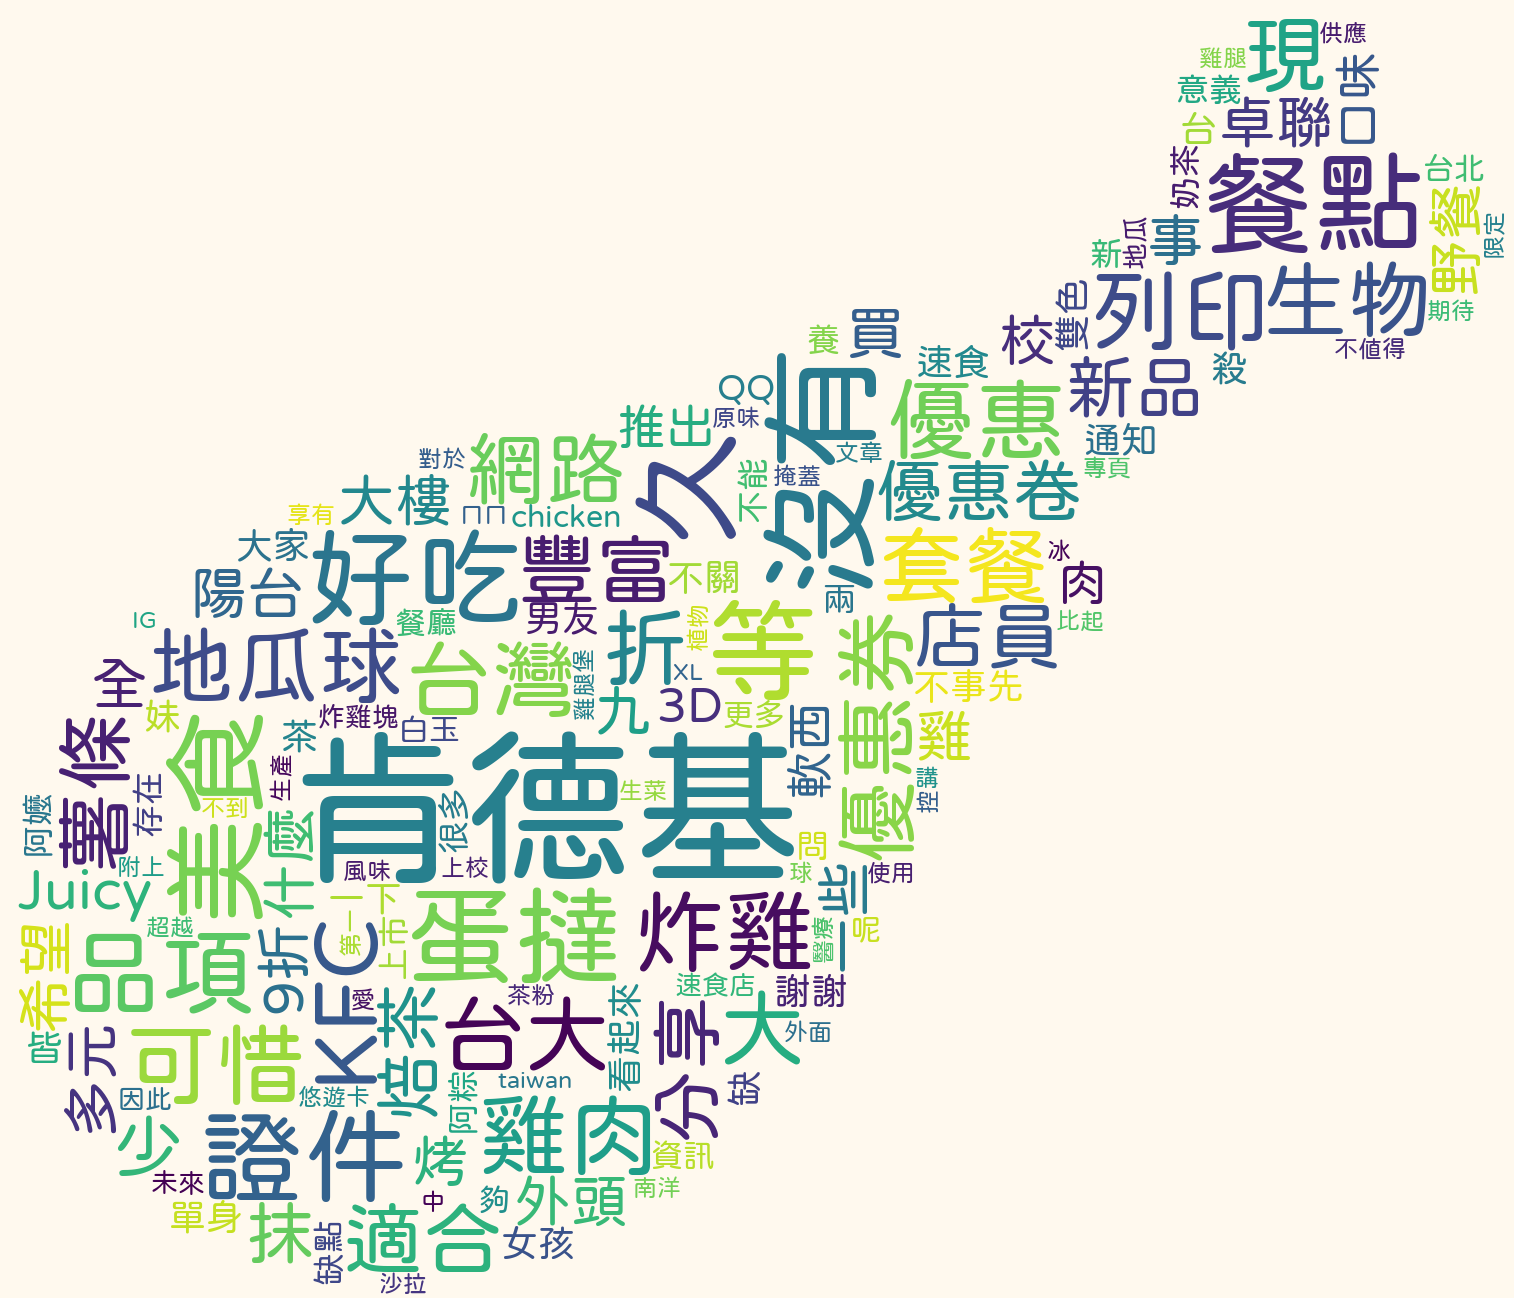 現
供應
雞腿
意義
口味
台
卓聯
奶茶
餐點
台北
野餐
限定
地瓜
事
新
列印
生物
期待
雙色
不值得
校
養
買
速食
新品
殺
QQ
沒有
優惠
推出
原味
通知
網路
久
文章
專頁
對於
不能
掩蓋
優惠卷
大樓
享有
ㄇㄇ
chicken
大家
好吃
豐富
不關
套餐
冰
肉
陽台
兩
IG
餐廳
男友
折
植物
等
優惠券
店員
比起
地瓜球
台灣
雞腿堡
XL
全
不事先
妹
炸雞塊
白玉
九
3D
更多
軟西
雞
薯條
美食
茶
肯德基
生產
生菜
講
控
阿嬤
存在
不到
很多
什麼
問
附上
風味
上校
球
一些
使用
Juicy
一下
蛋撻
炸雞
超越
第一
上市
醫療
呢
希望
品項
9折
KFC
速食店
謝謝
愛
焙茶
茶粉
看起來
台大
分享
大
外面
皆
多元
可惜
因此
悠遊卡
阿粽
taiwan
缺
少
證件
烤
雞肉
資訊
未來
中
夠
外頭
南洋
單身
抹
缺點
適合
女孩
沙拉